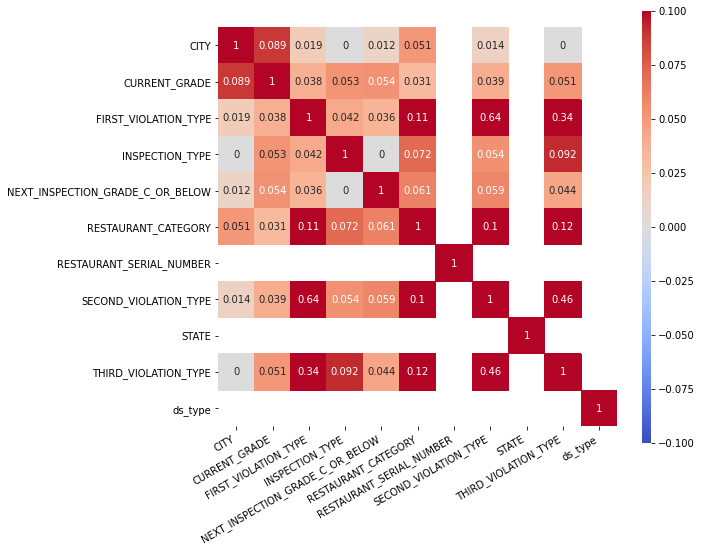 CITY 1 0.089 0.019 0 0.012 0.051 0.014 0
CURRENT_GRADE 0.089 1 0.038 0.053 0.054 0.031 0.039 0.051
FIRST_VIOLATION_TYPE 0.019 0.038 1 0.042 0.036 0.11 0.64 0.34
INSPECTION_TYPE 0 0.053 0.042 1 0 0.072 0.054 0.092
NEXT_INSPECTION_GRADE_C_OR_BELOW 0.012 0.054 0.036 0 1 0.061 0.059 0.044
RESTAURANT_CATEGORY 0.051 0.031 0.11 0.072 0.061 1 0.1 0.12
RESTAURANT_SERIAL_NUMBER 1
SECOND_VIOLATION_TYPE 0.014 0.039 0.64 0.054 0.059 0.1 1 0.46
STATE 1
THIRD_VIOLATION_TYPE 0 0.051 0.34 0.092 0.044 0.12 0.46 1
ds_type 1
CITY
CURRENT_GRADE
FIRST_VIOLATION_TYPE
INSPECTION_TYPE
NEXT_INSPECTION_GRADE_C_OR_BELOW
RESTAURANT_CATEGORY
RESTAURANT_SERIAL_NUMBER
SECOND_VIOLATION_TYPE
STATE
THIRD_VIOLATION_TYPE
ds_type
0.100
0.075
0.050
0.025
0.000
−0.025
−0.050
−0.075
−0.100